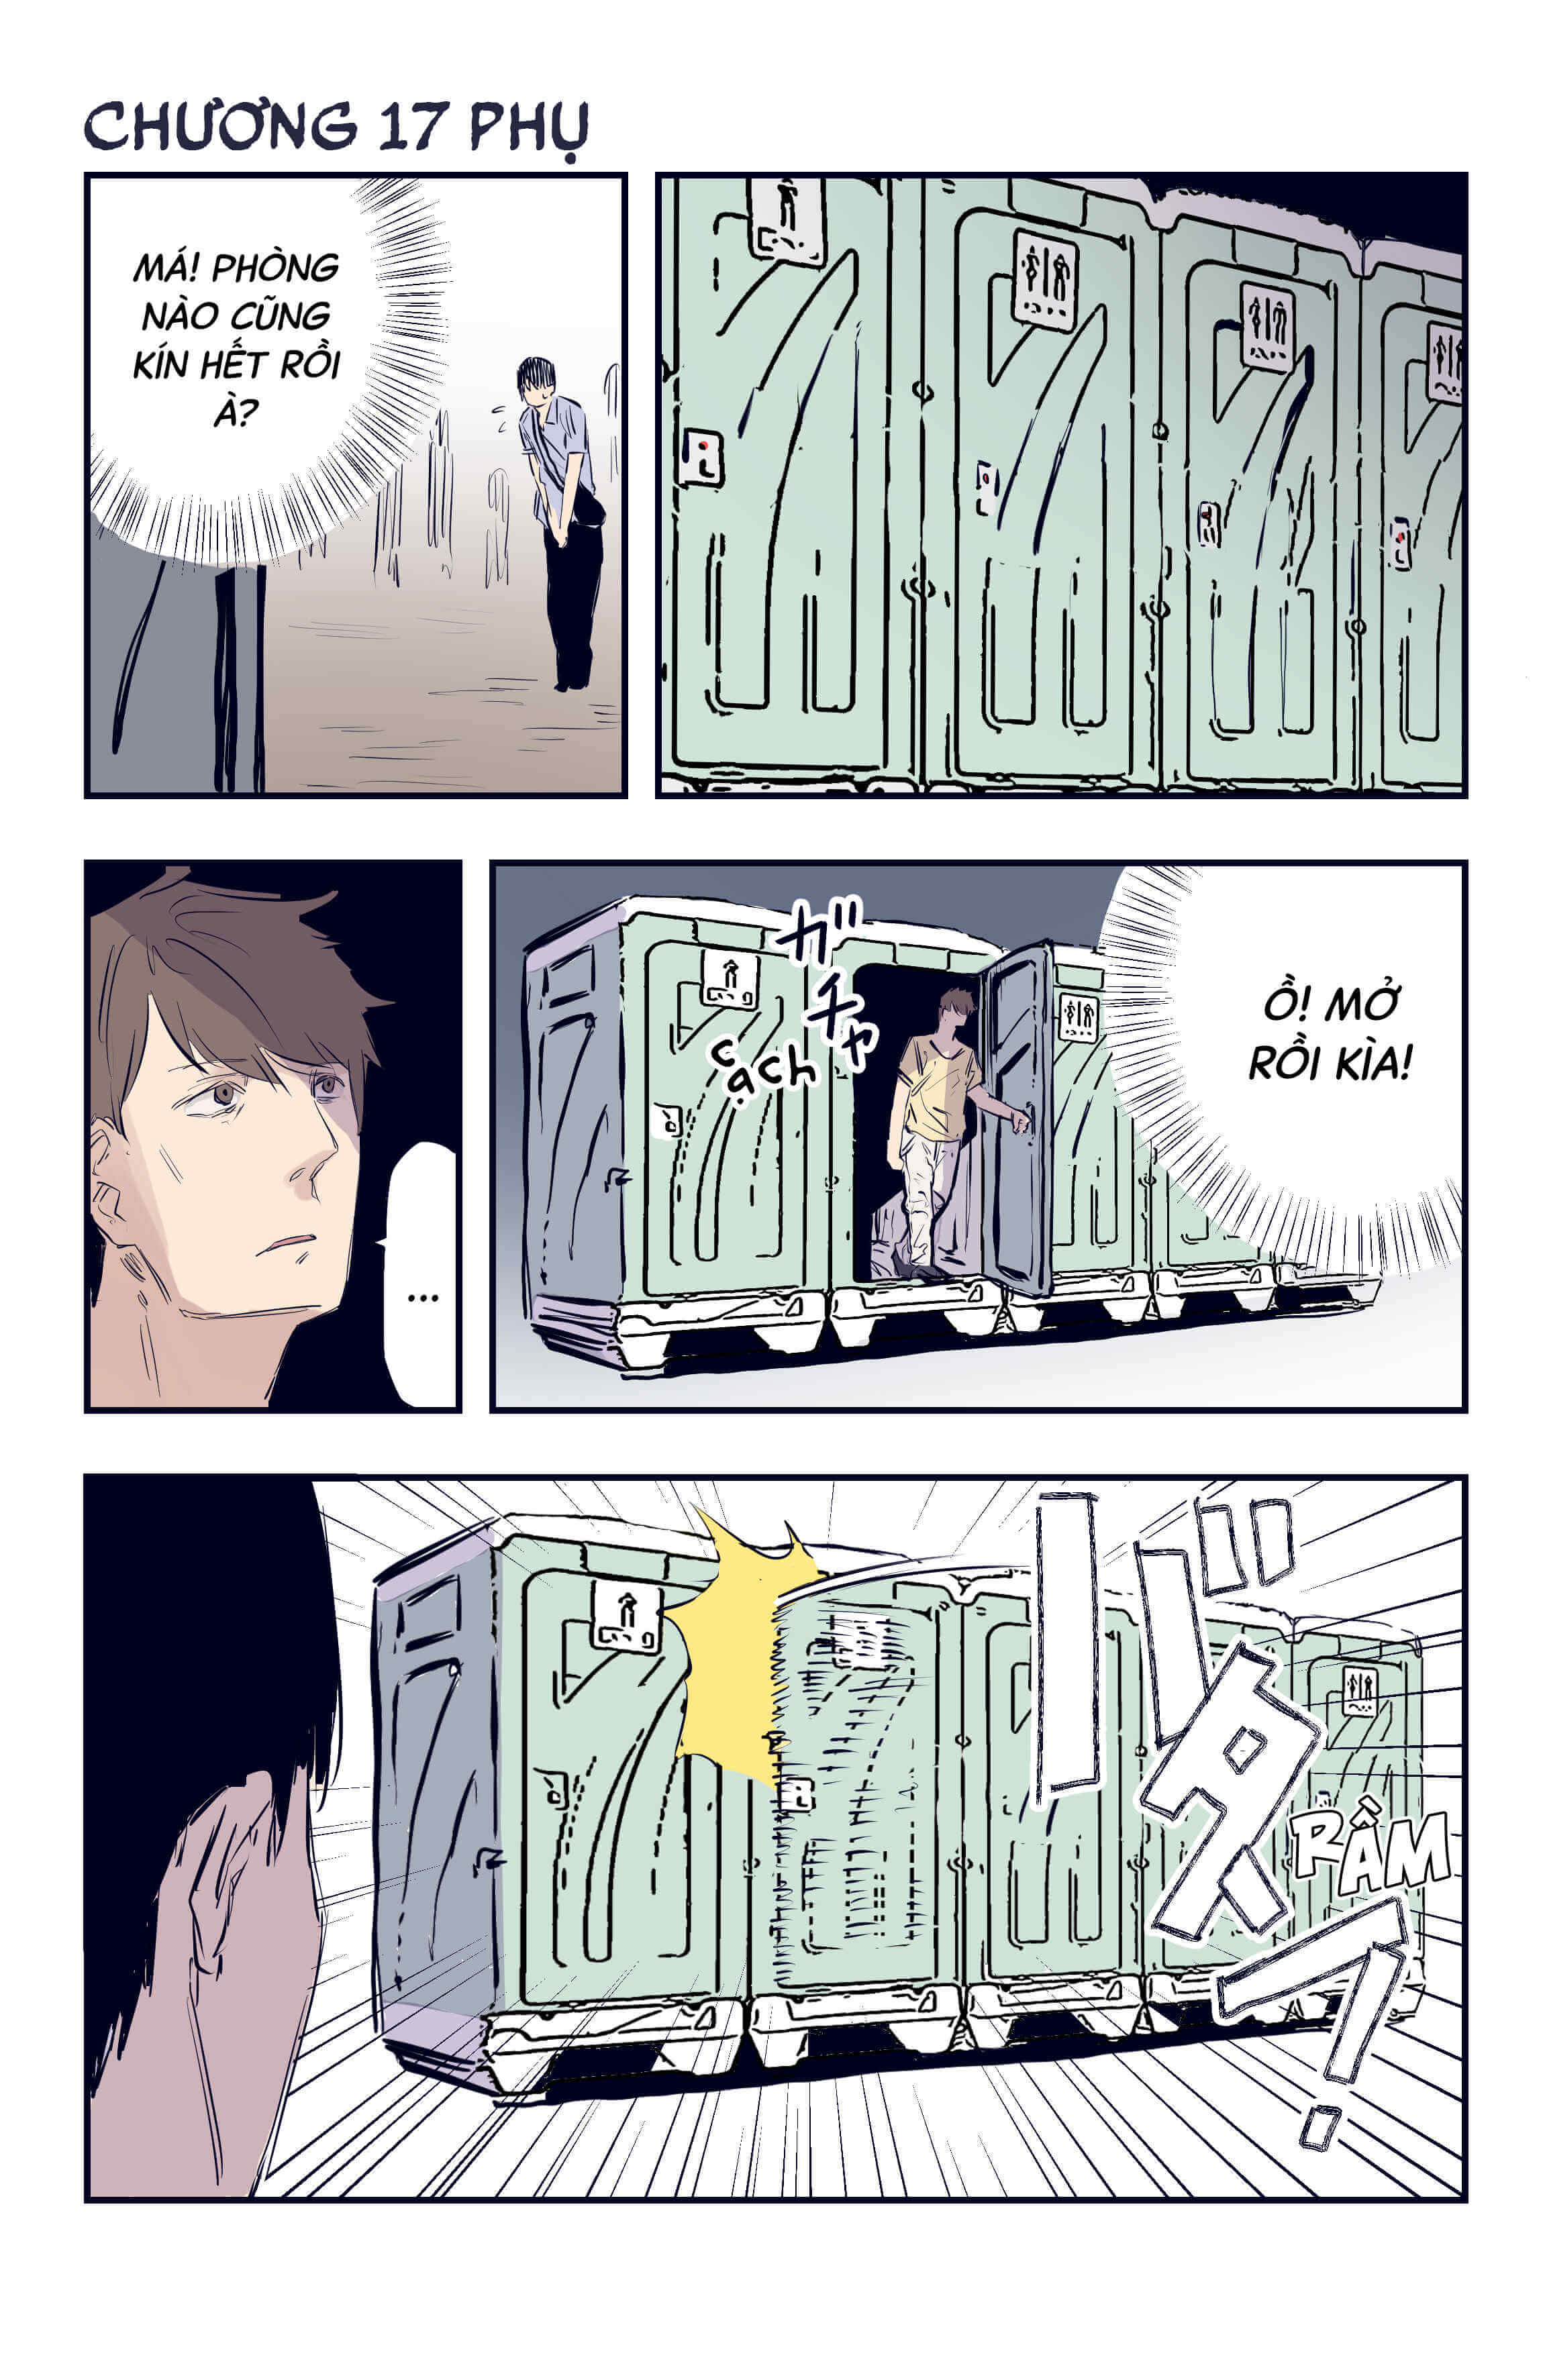 CHƯƠNG 17 PHỤ
MÁ! PHÒNG
NÀO CŨNG
KÍN HẾT RỒI
À?
Ồ! MỞ
RỒI KÌA!
ガチャ
CẠCH
...
バタン!
RẦM